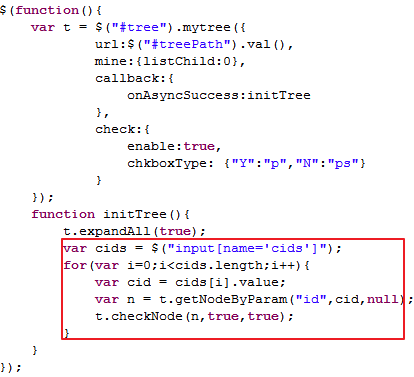 $(function(){
    var t = $("#tree").mytree({
            url:$("#treePath").val(),
            mine:{listChild:0},
            callback:{
                onAsyncSuccess:initTree
            },
            check:{
                enable:true,
                chkboxType: {"Y":"p","N":"ps"}
            }
    });
    function initTree(){
        t.expandAll(true);
        var cids = $("input[name='cids']");
        for(var i=0;i<cids.length;i++){
            var cid = cids[i].value;
            var n = t.getNodeByParam("id",cid,null);
            t.checkNode(n,true,true);
        }
    }
});